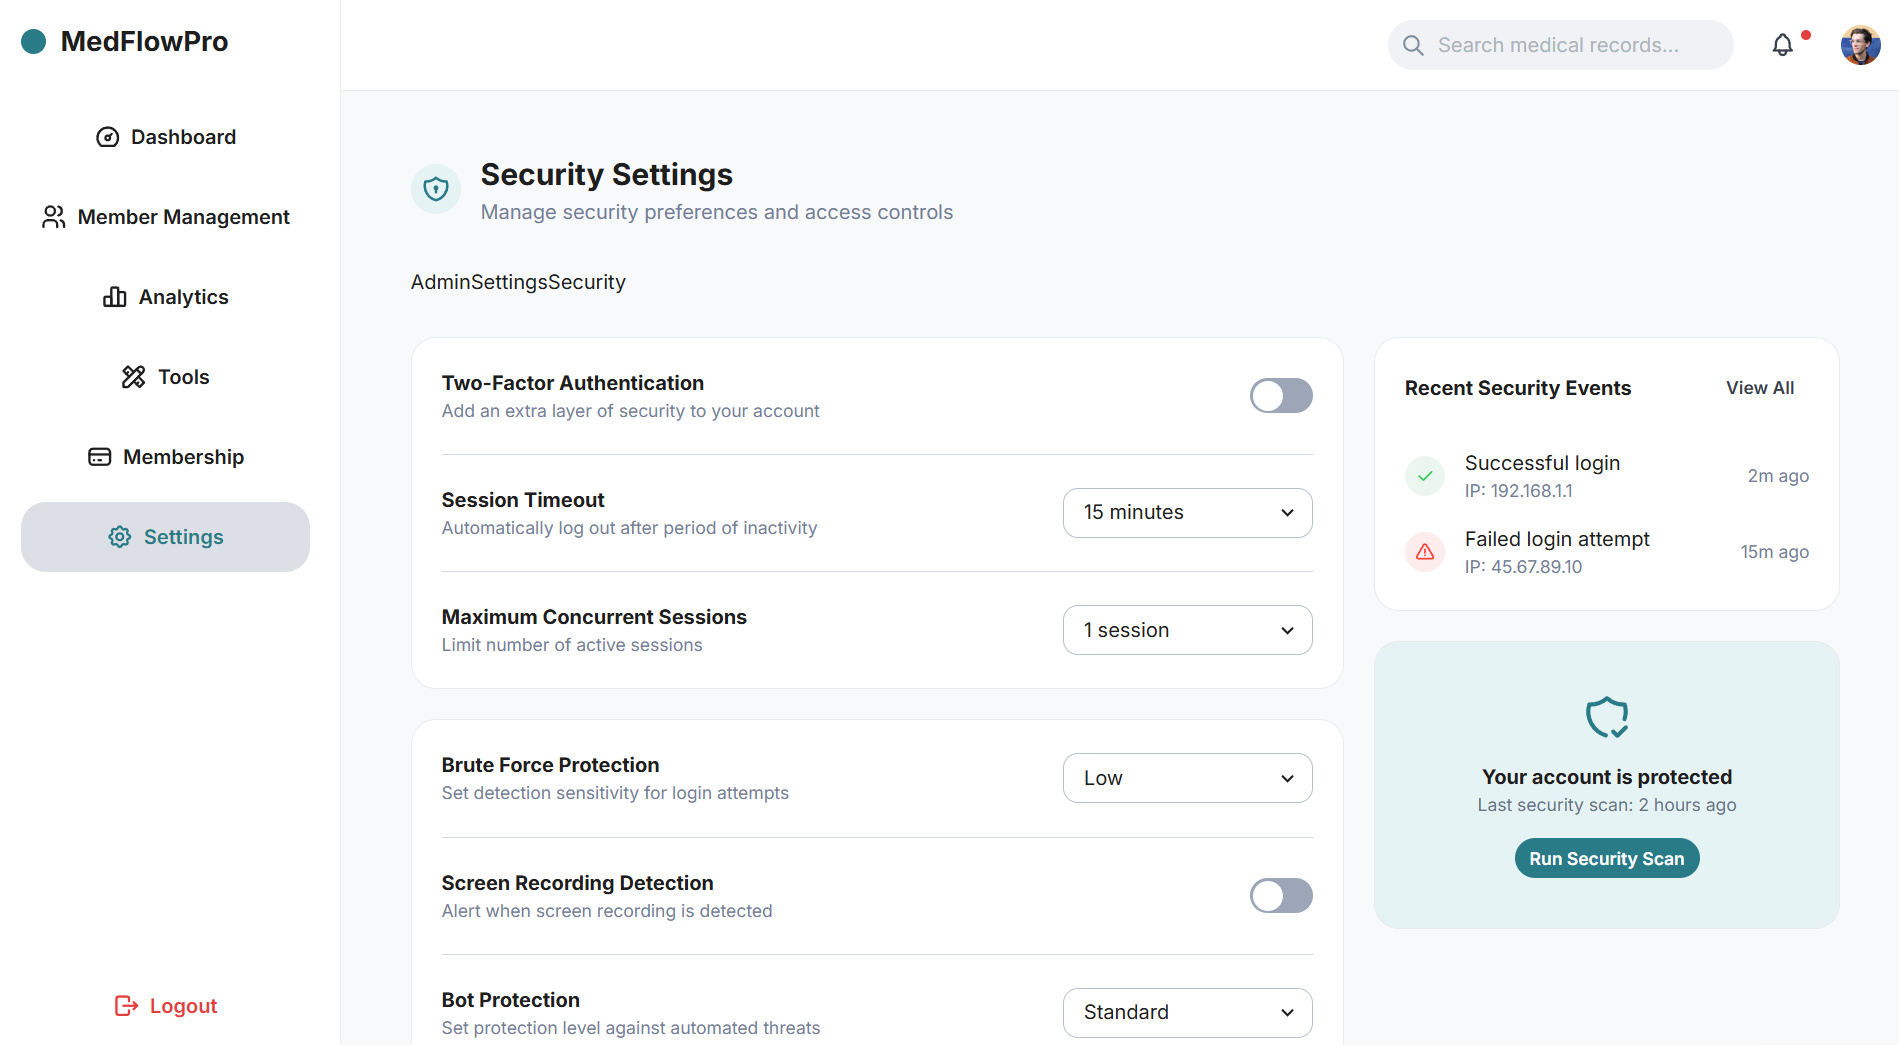 MedFlowPro
Search medical records...
Dashboard
Member Management
Analytics
Tools
Membership
Settings
Logout
Security Settings
Manage security preferences and access controls
AdminSettingsSecurity
Two-Factor Authentication
Add an extra layer of security to your account
Session Timeout
Automatically log out after period of inactivity
15 minutes
Maximum Concurrent Sessions
Limit number of active sessions
1 session
Brute Force Protection
Set detection sensitivity for login attempts
Low
Screen Recording Detection
Alert when screen recording is detected
Bot Protection
Set protection level against automated threats
Standard
Recent Security Events
View All
Successful login
IP: 192.168.1.1
2m ago
Failed login attempt
IP: 45.67.89.10
15m ago
Your account is protected
Last security scan: 2 hours ago
Run Security Scan